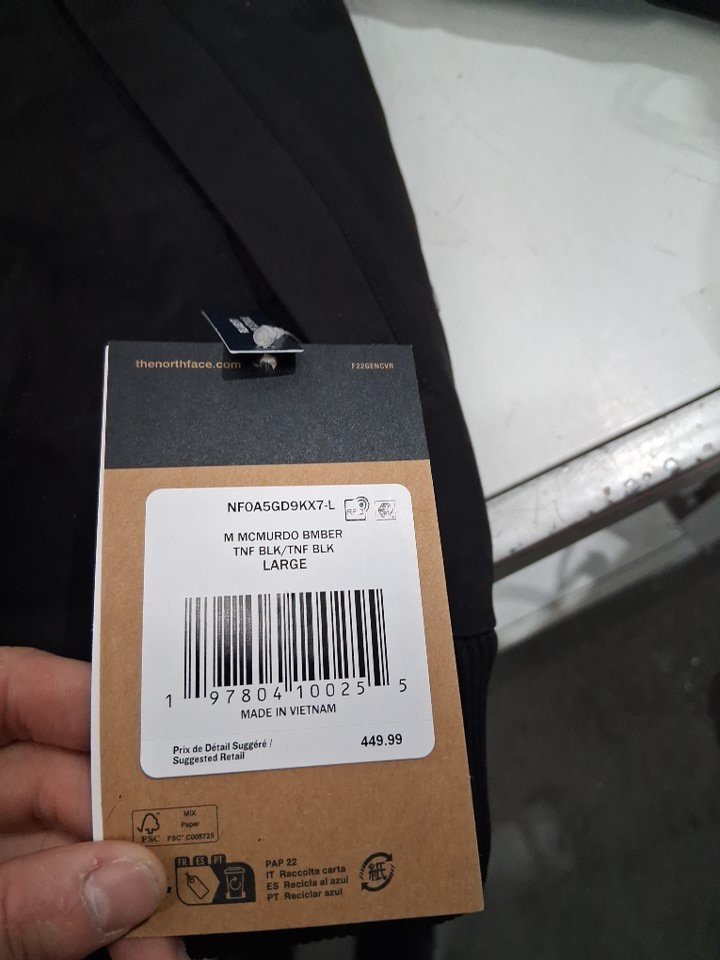 thenorthface.com
F22GENCVR
NF0A5GD9KX7-L
RFID
M MCMURDO BMBER
TNF BLK/TNF BLK
LARGE
1 97804 10025 5
MADE IN VIETNAM
Prix de Détail Suggéré /
Suggested Retail
449.99
MIX
Paper
FSC
FSC® C005725
FR ES PT
PAP 22
IT Raccolta carta
ES Recicla al azul
PT Reciclar azul
紙